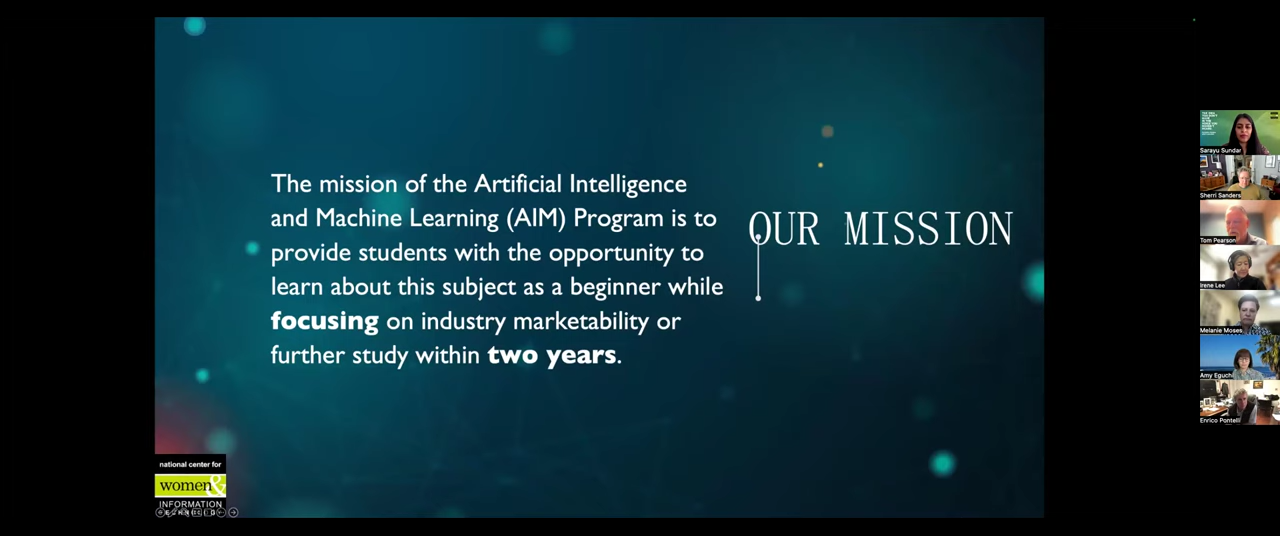 The mission of the Artificial Intelligence
and Machine Learning (AIM) Program is to
provide students with the opportunity to
learn about this subject as a beginner while
focusing on industry marketability or
further study within two years.
OUR MISSION
national center for
women&
INFORMATION
Sarayu Sundar
Sherri Sanders
Tom Pearson
Irene Lee
Melanie Moses
Amy Eguchi
Enrico Pontelli